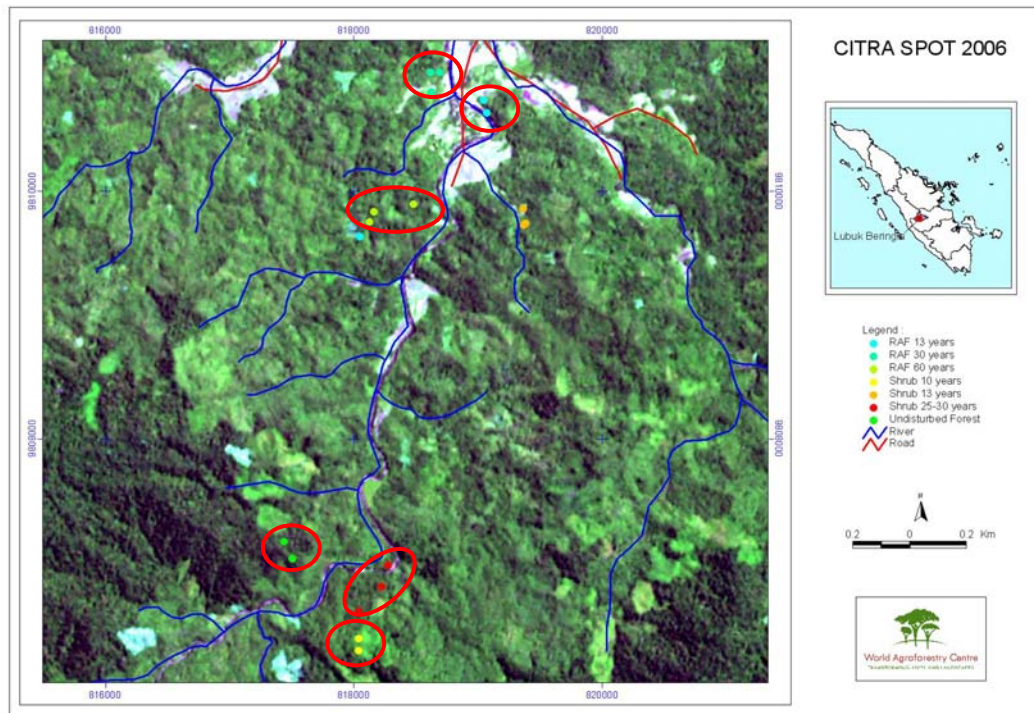 CITRA SPOT 2006
816000
818000
820000
9810000
9810000
Lubuk Beringin
Legend :
RAF 13 years
RAF 30 years
RAF 60 years
Shrub 10 years
Shrub 13 years
Shrub 25-30 years
Undisturbed Forest
River
Road
9808000
9808000
N
0.2 0 0.2 Km
World Agroforestry Centre
816000
818000
820000